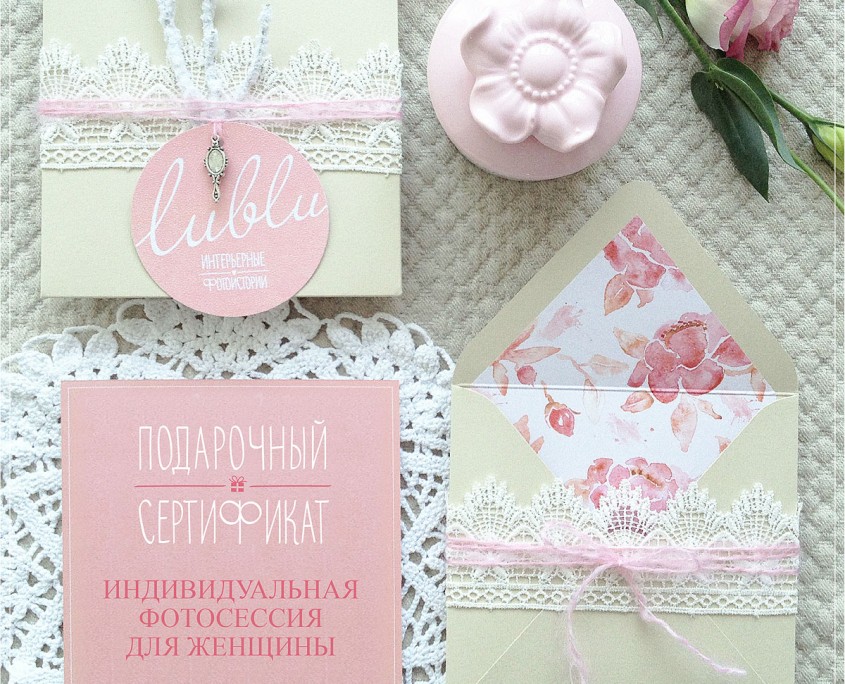 lublu
ИНТЕРЬЕРНЫЕ
ФОТОИСТОРИИ
ПОДАРОЧНЫЙ
СЕРТИФИКАТ
ИНДИВИДУАЛЬНАЯ
ФОТОСЕССИЯ
ДЛЯ ЖЕНЩИНЫ